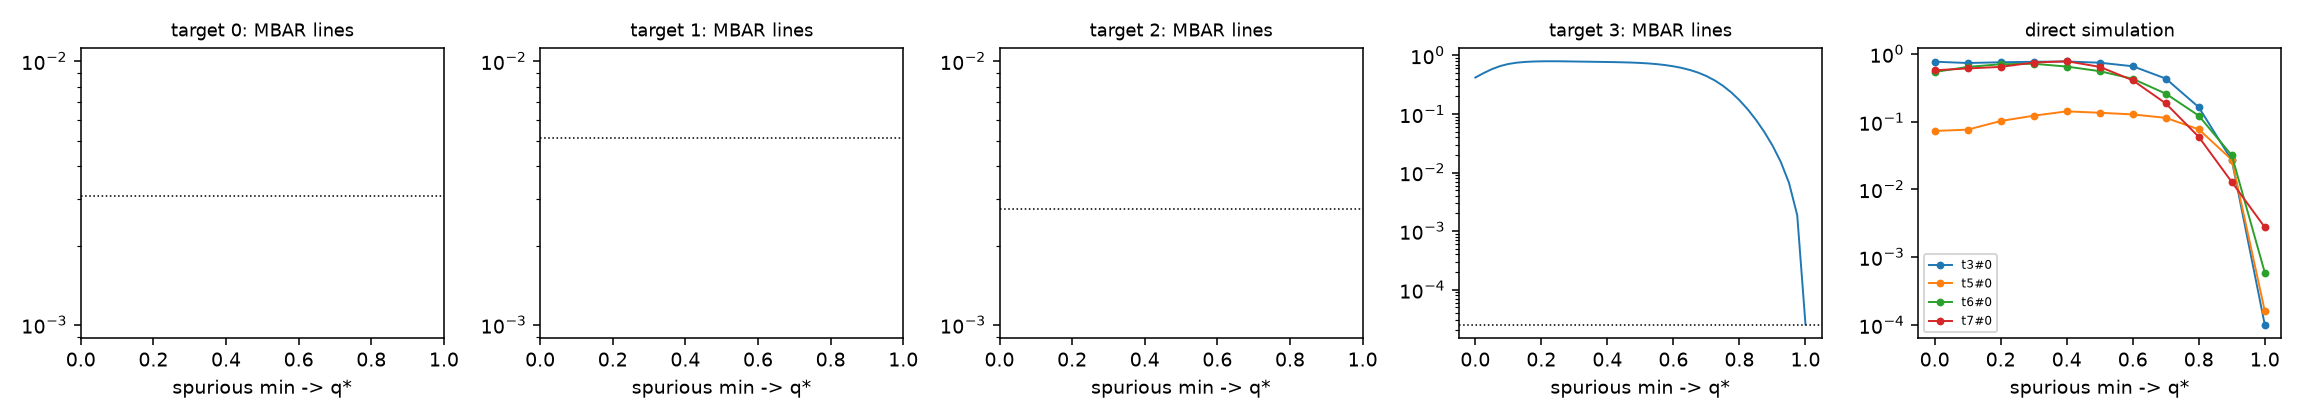 target 0: MBAR lines
10⁻²
10⁻³
0.0 0.2 0.4 0.6 0.8 1.0
spurious min -> q*
target 1: MBAR lines
10⁻²
10⁻³
0.0 0.2 0.4 0.6 0.8 1.0
spurious min -> q*
target 2: MBAR lines
10⁻²
10⁻³
0.0 0.2 0.4 0.6 0.8 1.0
spurious min -> q*
target 3: MBAR lines
10⁰
10⁻¹
10⁻²
10⁻³
10⁻⁴
0.0 0.2 0.4 0.6 0.8 1.0
spurious min -> q*
direct simulation
10⁰
10⁻¹
10⁻²
10⁻³
10⁻⁴
t3#0
t5#0
t6#0
t7#0
0.0 0.2 0.4 0.6 0.8 1.0
spurious min -> q*